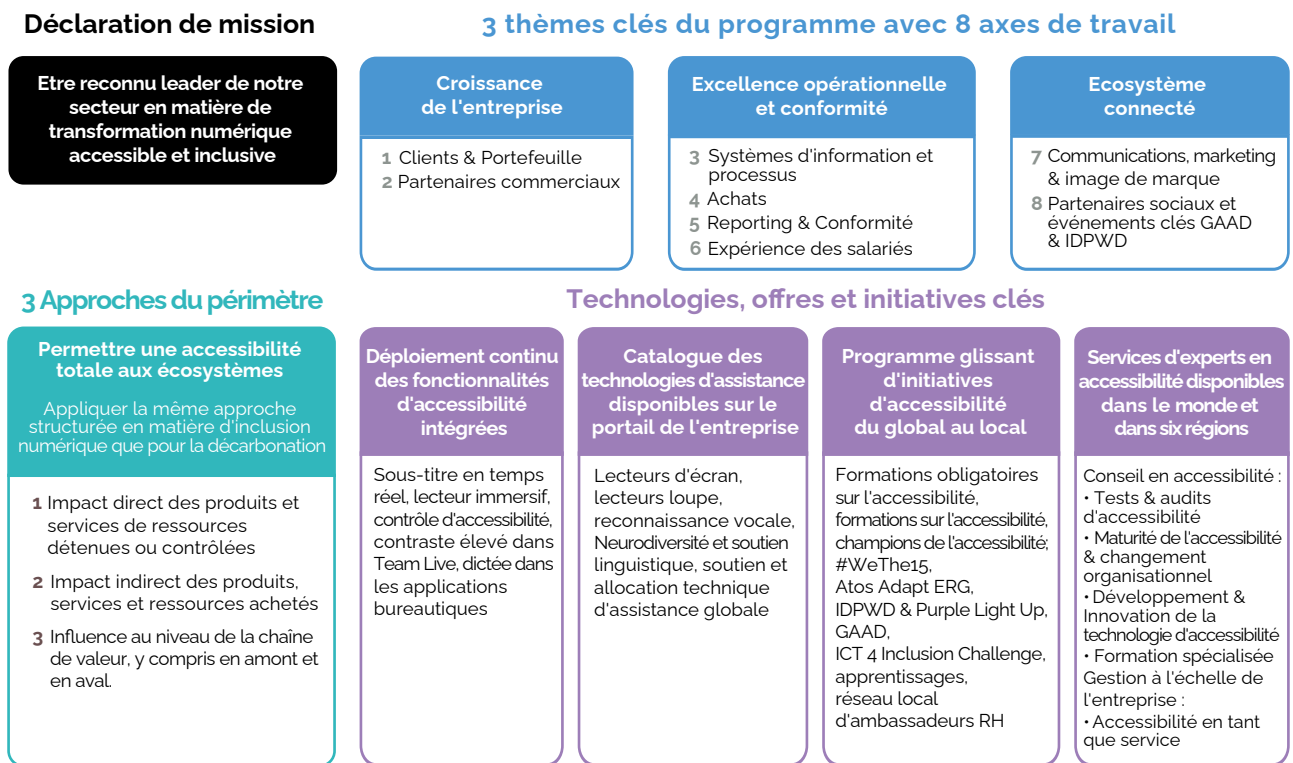 Déclaration de mission
Etre reconnu leader de notre
secteur en matière de
transformation numérique
accessible et inclusive
3 thèmes clés du programme avec 8 axes de travail
Croissance
de l'entreprise
1 Clients & Portefeuille
2 Partenaires commerciaux
Excellence opérationnelle
et conformité
3 Systèmes d'information et
processus
4 Achats
5 Reporting & Conformité
6 Expérience des salariés
Ecosystème
connecté
7 Communications, marketing
& image de marque
8 Partenaires sociaux et
événements clés GAAD
& IDPWD
3 Approches du périmètre
Permettre une accessibilité
totale aux écosystèmes
Appliquer la même approche
structurée en matière d'inclusion
numérique que pour la décarbonation
1 Impact direct des produits et
services de ressources
détenues ou contrôlées
2 Impact indirect des produits,
services et ressources achetés
3 Influence au niveau de la chaîne
de valeur, y compris en amont et
en aval.
Technologies, offres et initiatives clés
Déploiement continu
des fonctionnalités
d'accessibilité
intégrées
Sous-titre en temps
réel, lecteur immersif,
contrôle d'accessibilité,
contraste élevé dans
Team Live, dictée dans
les applications
bureautiques
Catalogue des
technologies d'assistance
disponibles sur le
portail de l'entreprise
Lecteurs d'écran,
lecteurs loupe,
reconnaissance vocale,
Neurodiversité et soutien
linguistique, soutien et
allocation technique
d'assistance globale
Programme glissant
d'initiatives
d'accessibilité
du global au local
Formations obligatoires
sur l'accessibilité,
formations sur l'accessibilité,
champions de l'accessibilité;
#WeThe15,
Atos Adapt ERG,
IDPWD & Purple Light Up,
GAAD,
ICT 4 Inclusion Challenge,
apprentissages,
réseau local
d'ambassadeurs RH
Services d'experts en
accessibilité disponibles
dans le monde et
dans six régions
Conseil en accessibilité :
• Tests & audits
d'accessibilité
• Maturité de l'accessibilité
& changement
organisationnel
• Développement &
Innovation de la
technologie d'accessibilité
• Formation spécialisée
Gestion à l'échelle de
l'entreprise :
• Accessibilité en tant
que service